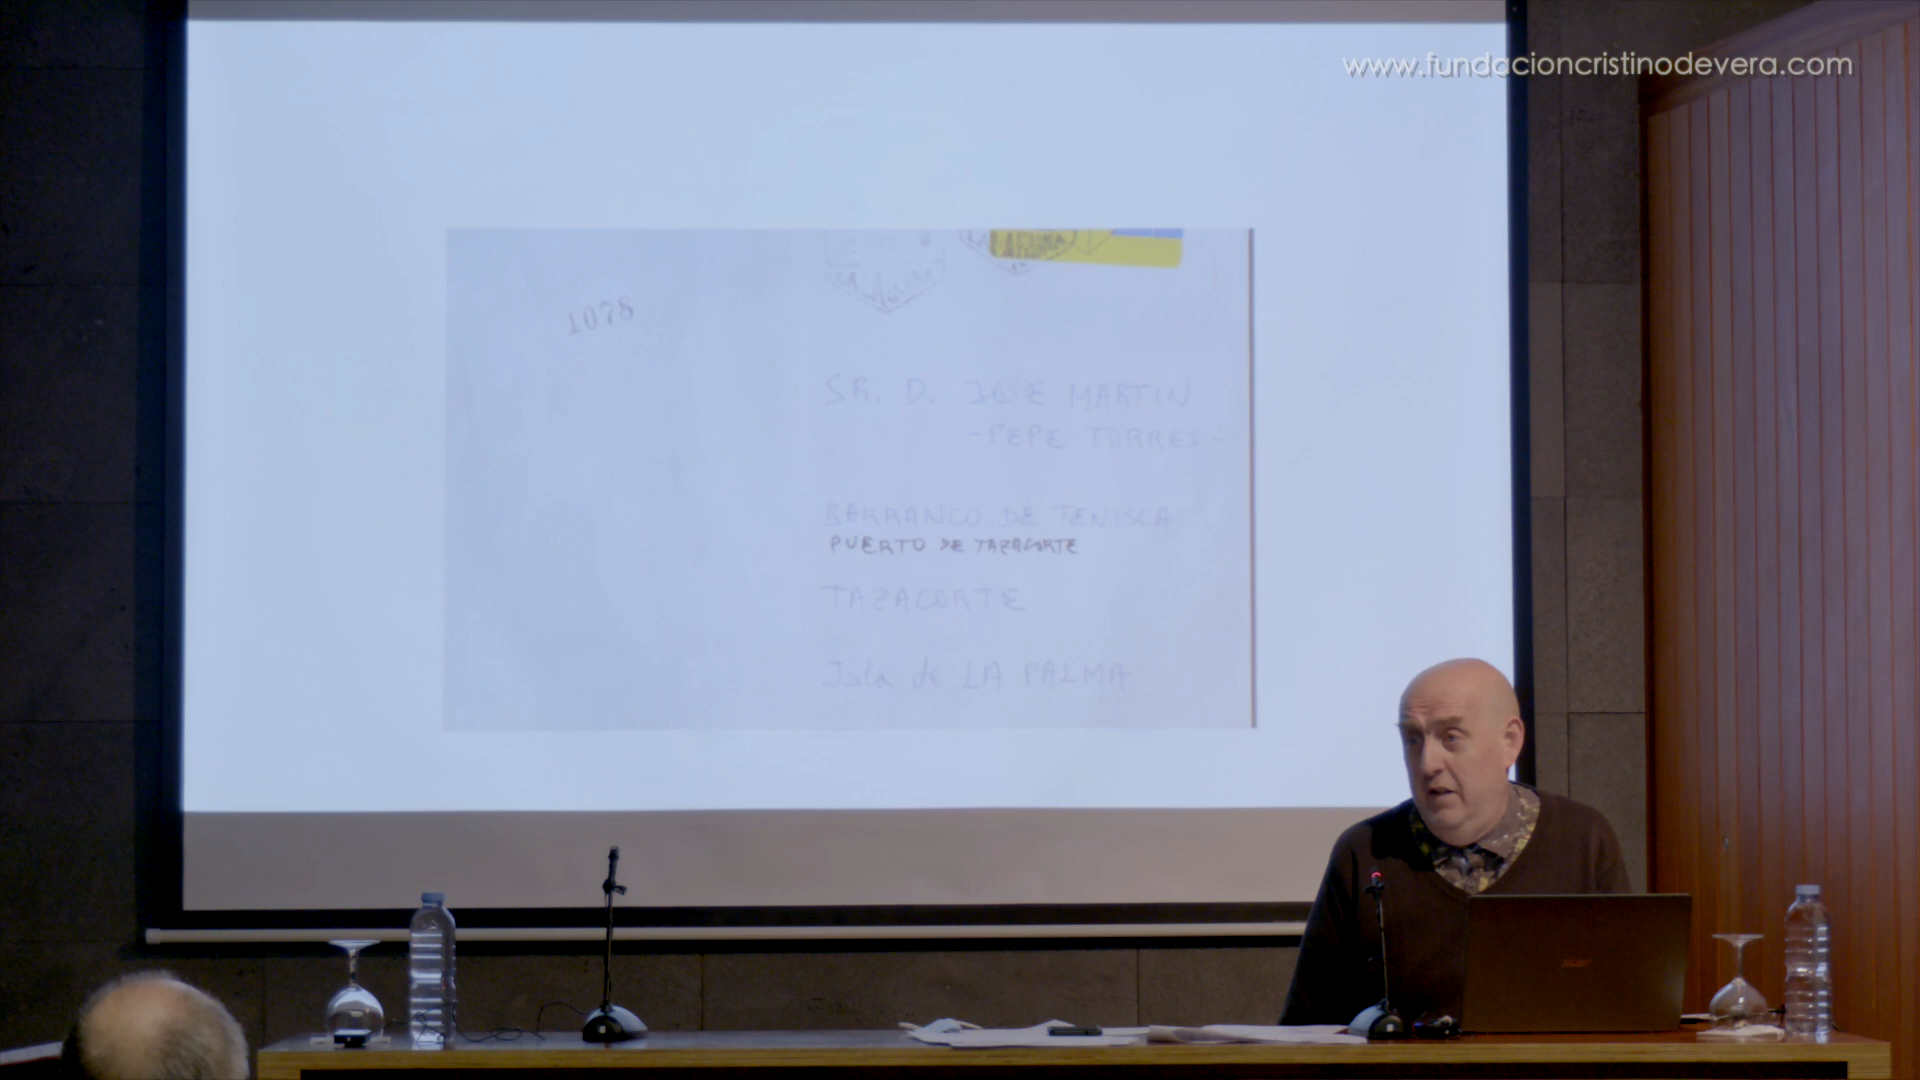 www.fundacioncristinodevera.com
1078
SR. D. JOSE MARTIN
-PEPE TORRES-
BARRANCO DE TENISCA
PUERTO DE TAZACORTE
TAZACORTE
Isla de LA PALMA
acer